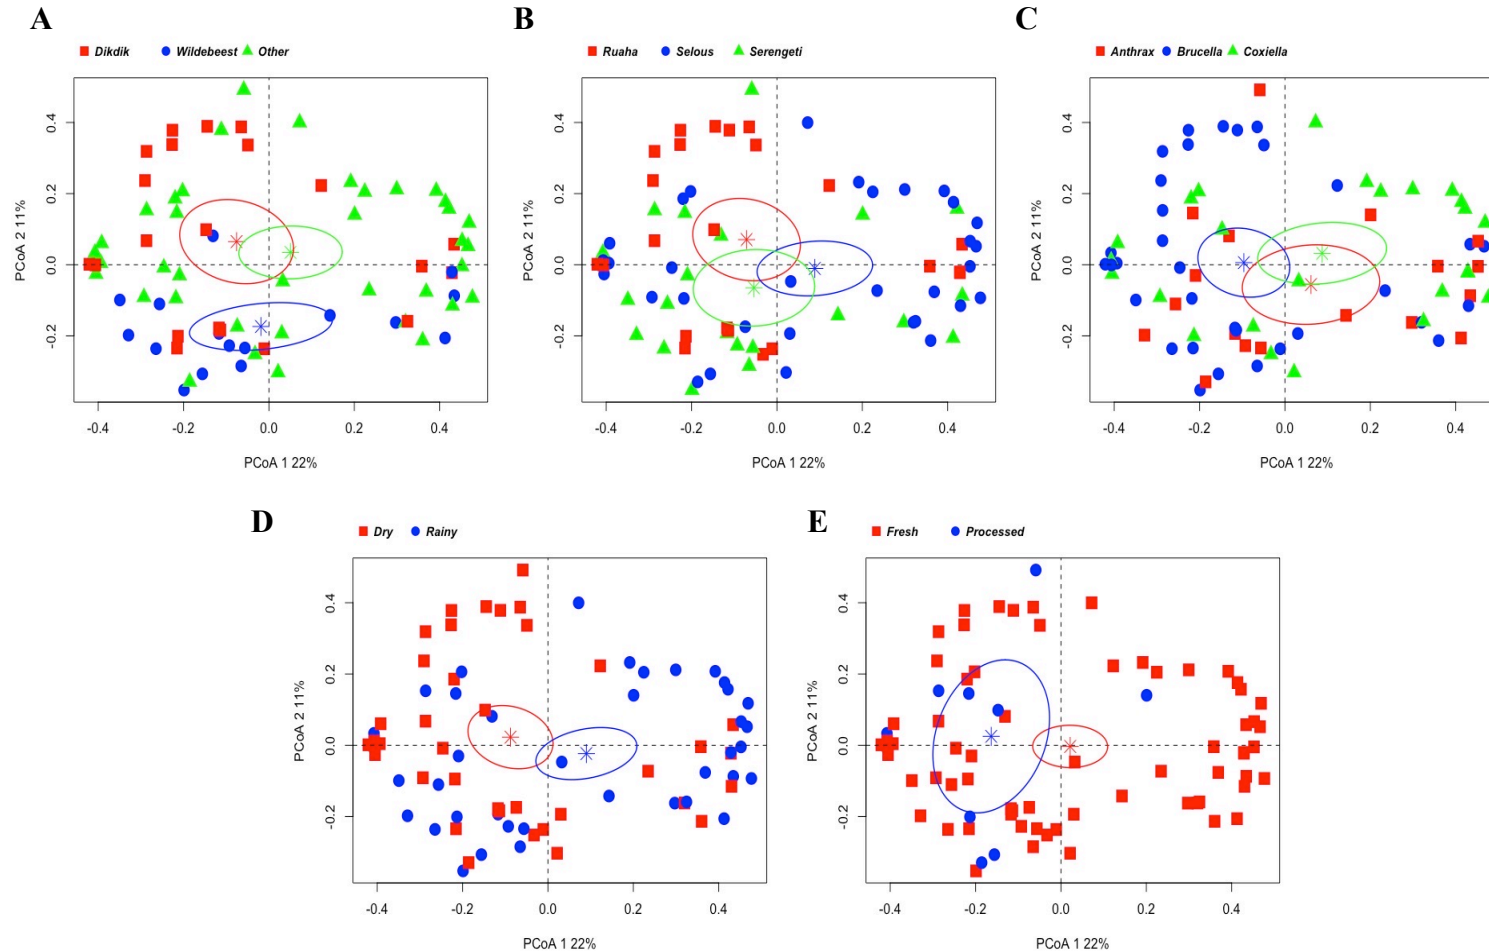 A
Dikdik Wildebeest Other
PCoA 2 11%
0.4
0.2
0.0
-0.2
-0.4 -0.2 0.0 0.2 0.4
PCoA 1 22%
B
Ruaha Selous Serengeti
PCoA 2 11%
0.4
0.2
0.0
-0.2
-0.4 -0.2 0.0 0.2 0.4
PCoA 1 22%
C
Anthrax Brucella Coxiella
PCoA 2 11%
0.4
0.2
0.0
-0.2
-0.4 -0.2 0.0 0.2 0.4
PCoA 1 22%
D
Dry Rainy
PCoA 2 11%
0.4
0.2
0.0
-0.2
-0.4 -0.2 0.0 0.2 0.4
PCoA 1 22%
E
Fresh Processed
PCoA 2 11%
0.4
0.2
0.0
-0.2
-0.4 -0.2 0.0 0.2 0.4
PCoA 1 22%